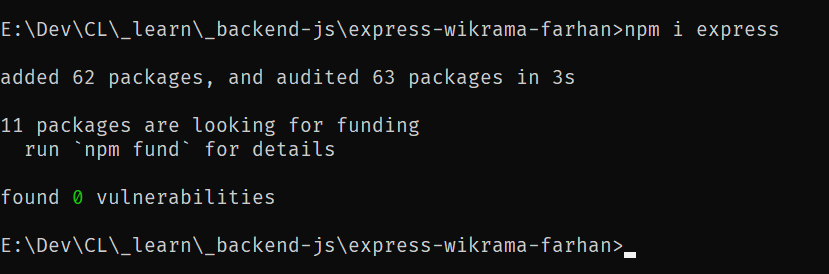 E:\Dev\CL\_learn\_backend-js\express-wikrama-farhan>npm i express
added 62 packages, and audited 63 packages in 3s
11 packages are looking for funding
  run `npm fund` for details
found 0 vulnerabilities
E:\Dev\CL\_learn\_backend-js\express-wikrama-farhan>